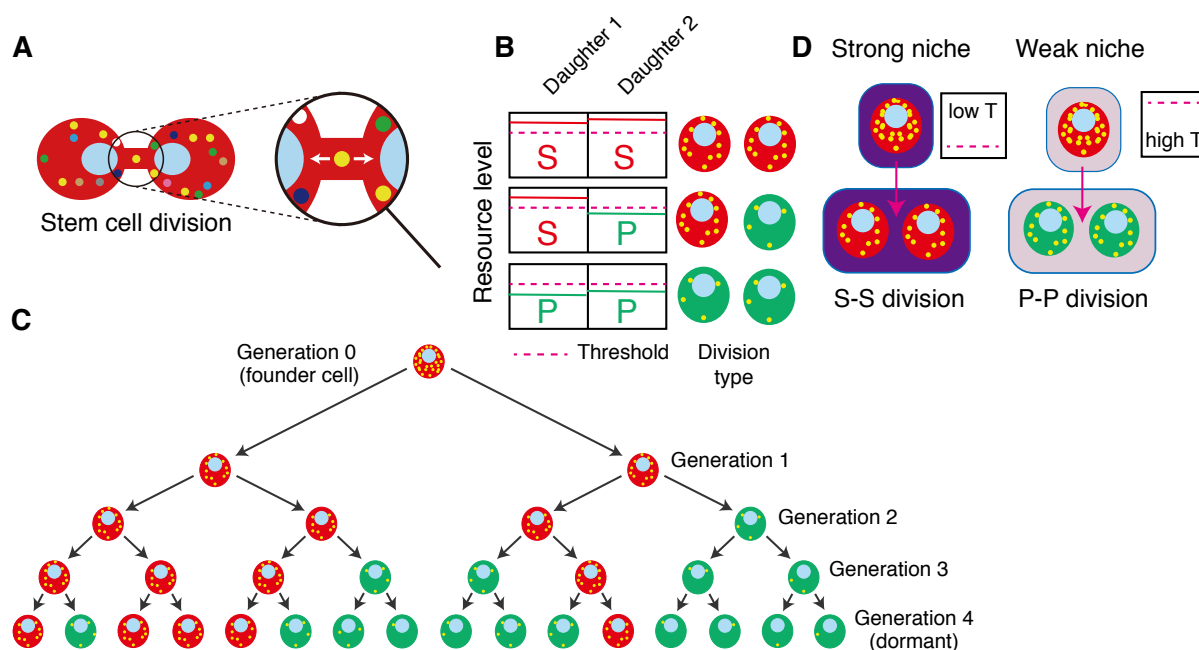 A
Stem cell division
B
Daughter 1
Daughter 2
Resource level
S
S
S
P
P
P
Threshold
Division
type
D
Strong niche
Weak niche
low T
high T
S-S division
P-P division
C
Generation 0
(founder cell)
Generation 1
Generation 2
Generation 3
Generation 4
(dormant)